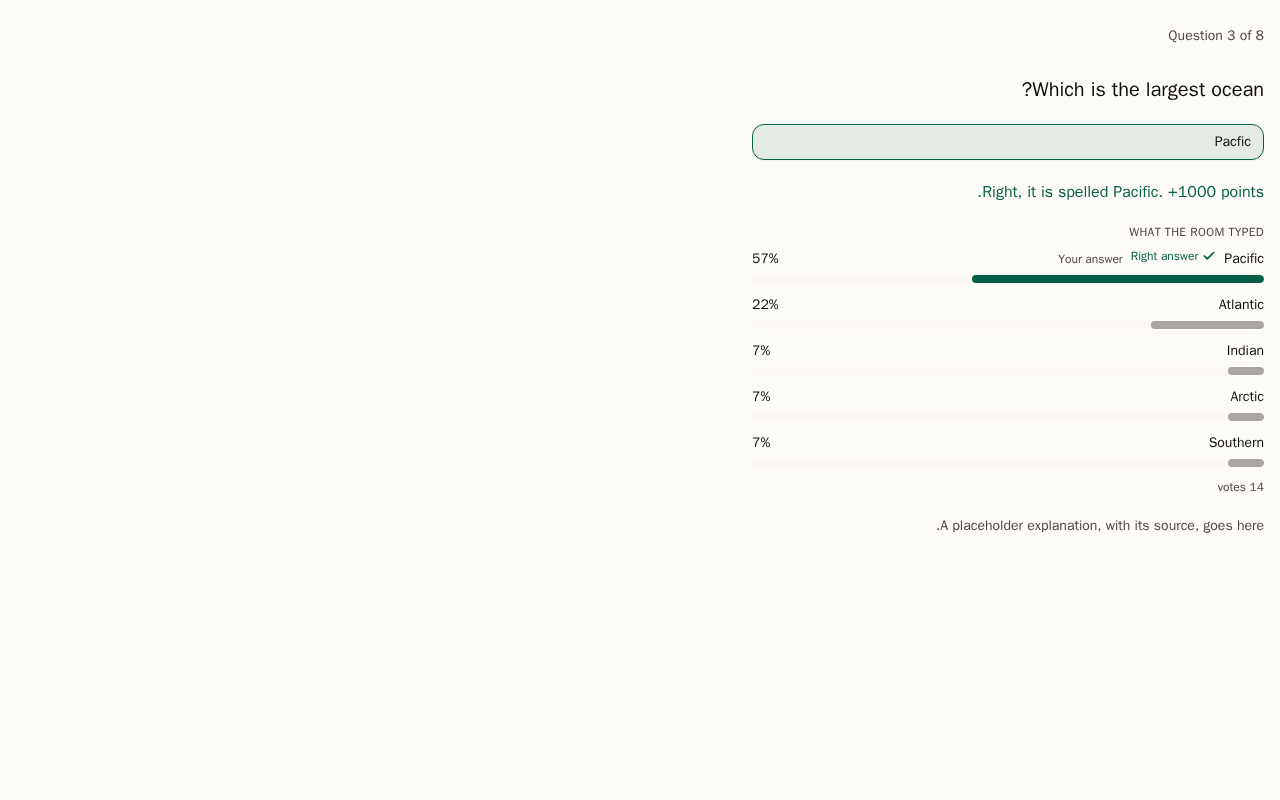 Question 3 of 8
?Which is the largest ocean
Pacfic
.Right, it is spelled Pacific. +1000 points
WHAT THE ROOM TYPED
Pacific Right answer Your answer 57%
Atlantic 22%
Indian 7%
Arctic 7%
Southern 7%
votes 14
.A placeholder explanation, with its source, goes here